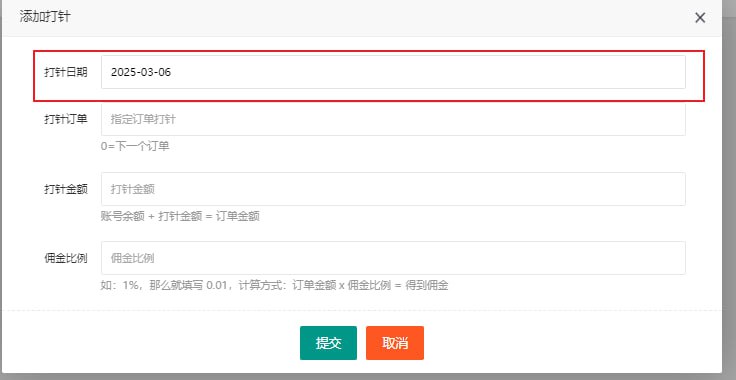 添加打针
打针日期 2025-03-06
打针订单 指定订单打针
0=下一个订单
打针金额 打针金额
账号余额 + 打针金额 = 订单金额
佣金比例 佣金比例
如：1%，那么就填写 0.01，计算方式：订单金额 x 佣金比例 = 得到佣金
提交 取消